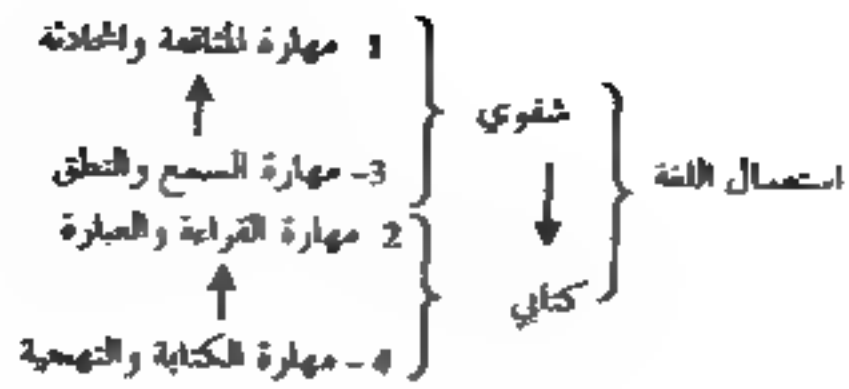 1 مهارة المثاقفة والمحادثة
شفوي
3- مهارة السمع والنطق
استعمال اللغة
2 مهارة القراءة والعبارة
كتابي
4- مهارة الكتابة والتهجية